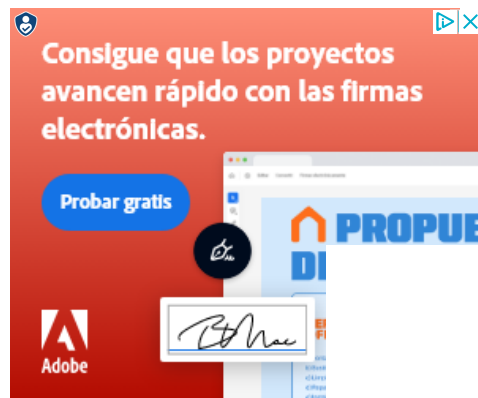 Consigue que los proyectos
avancen rápido con las firmas
electrónicas.
Probar gratis
PROPUE
DE
Adobe